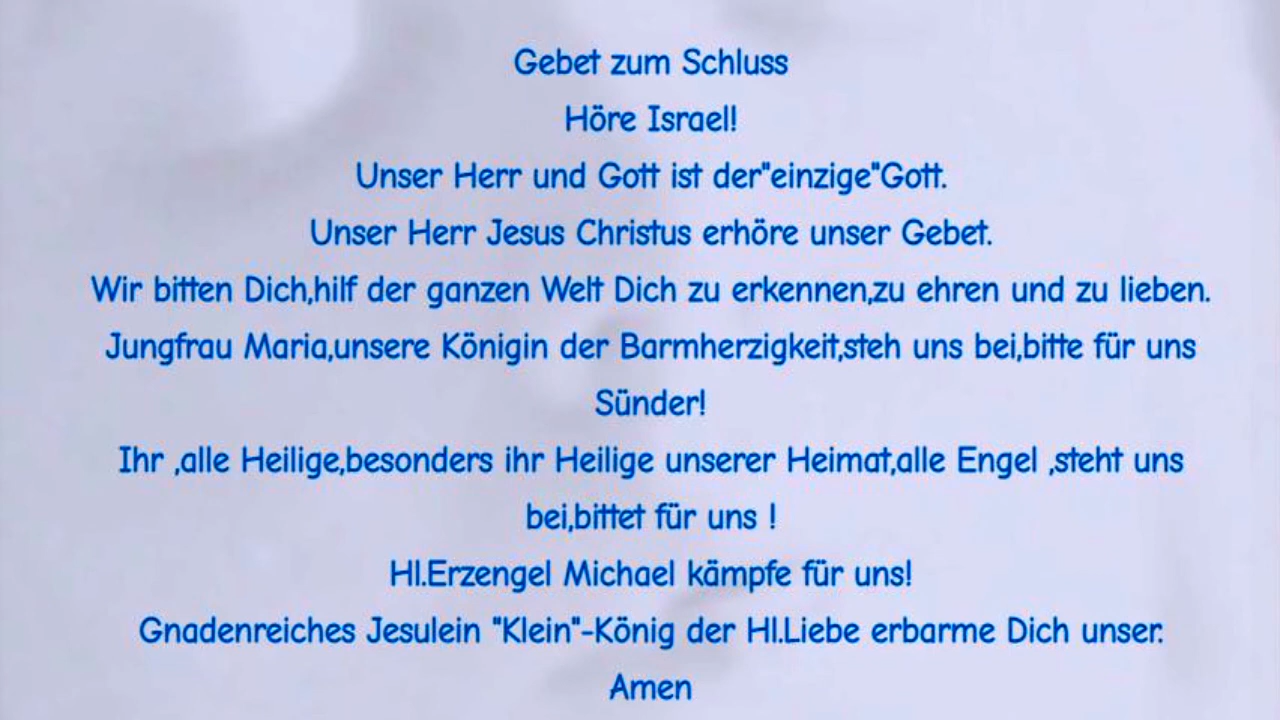 Gebet zum Schluss
Höre Israel!
Unser Herr und Gott ist der"einzige"Gott.
Unser Herr Jesus Christus erhöre unser Gebet.
Wir bitten Dich,hilf der ganzen Welt Dich zu erkennen,zu ehren und zu lieben.
Jungfrau Maria,unsere Königin der Barmherzigkeit,steh uns bei,bitte für uns
Sünder!
Ihr ,alle Heilige,besonders ihr Heilige unserer Heimat,alle Engel ,steht uns
bei,bittet für uns !
Hl.Erzengel Michael kämpfe für uns!
Gnadenreiches Jesulein "Klein"-König der Hl.Liebe erbarme Dich unser.
Amen